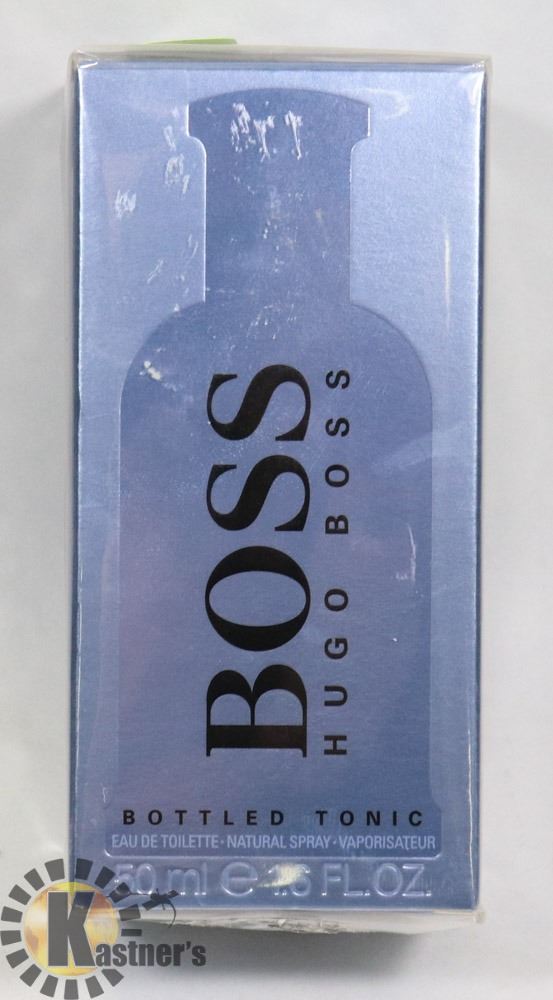 BOSS
HUGO BOSS
BOTTLED TONIC
EAU DE TOILETTE · NATURAL SPRAY · VAPORISATEUR
50 ml ℮ 1.6 FL.OZ.
Kastner's